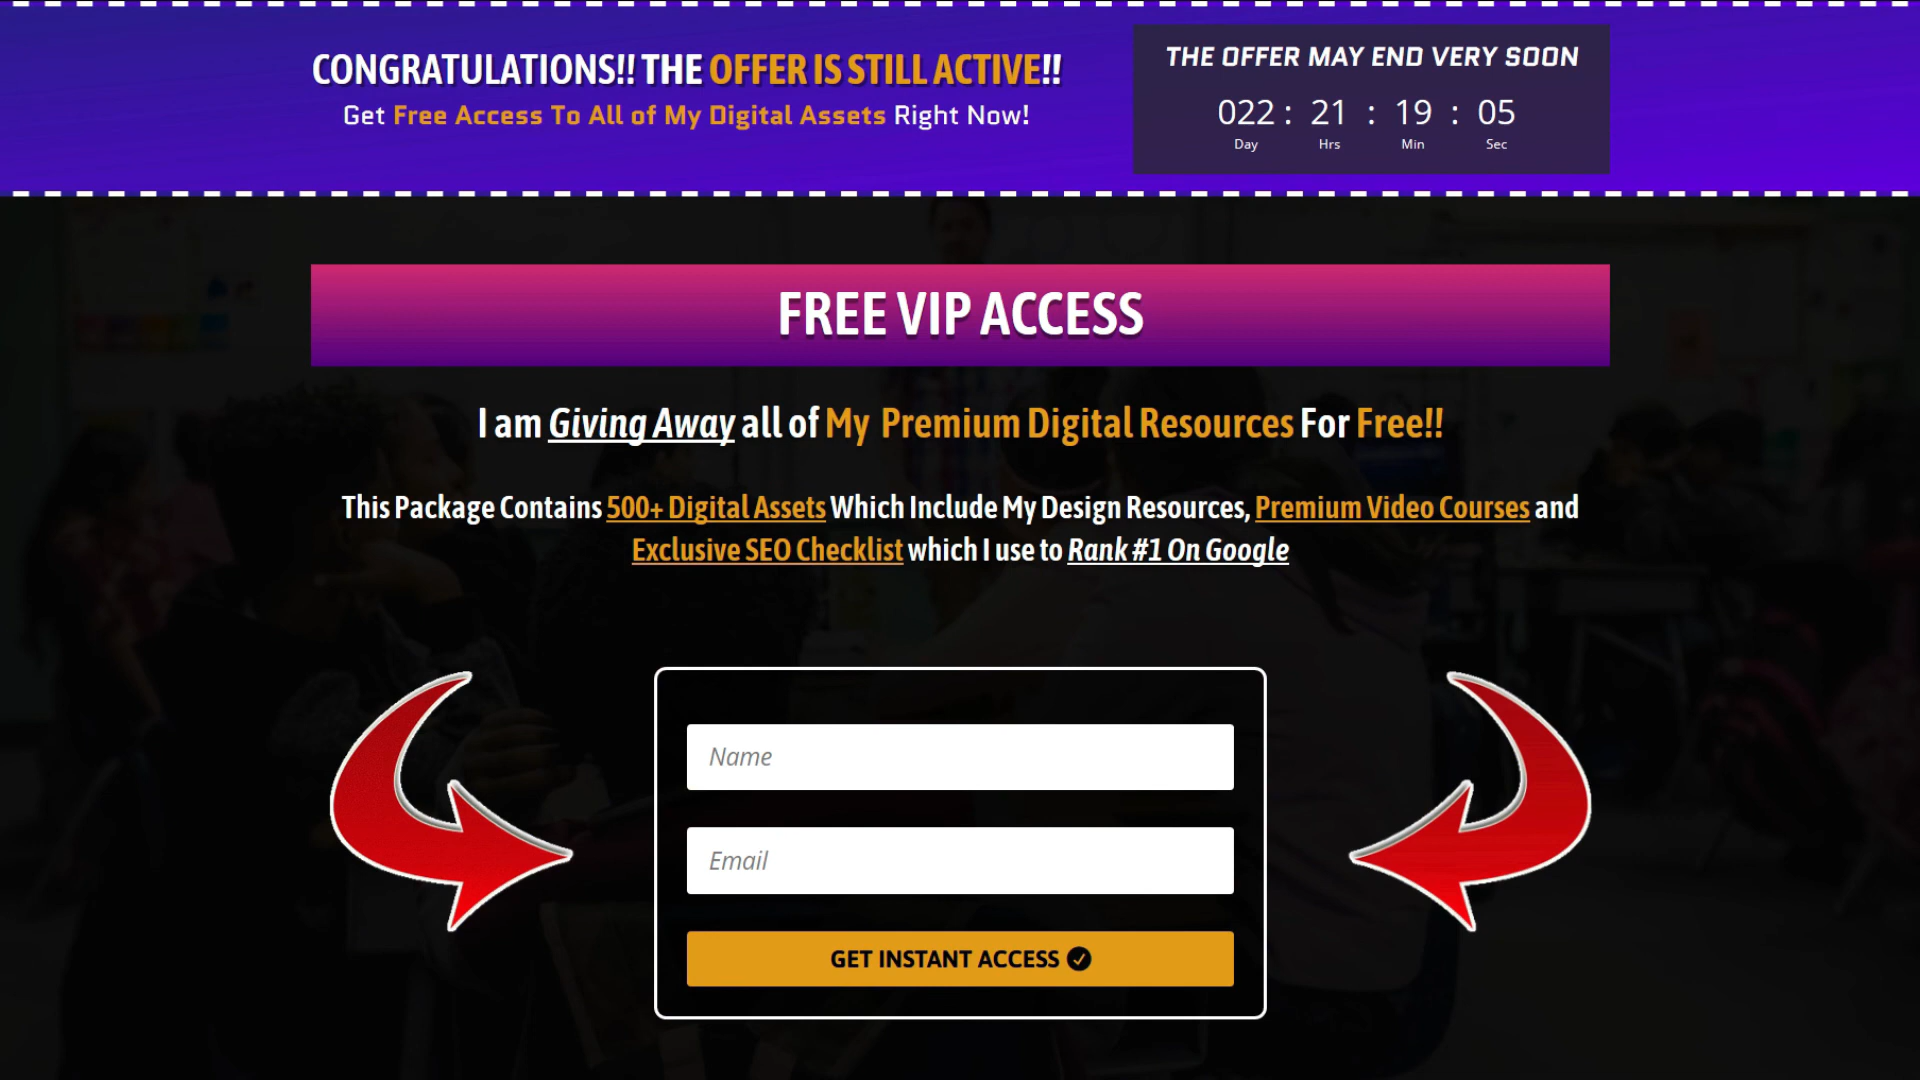 CONGRATULATIONS!! THE OFFER IS STILL ACTIVE!!
Get Free Access To All of My Digital Assets Right Now!
THE OFFER MAY END VERY SOON
022 : 21 : 19 : 05
Day Hrs Min Sec
FREE VIP ACCESS
I am Giving Away all of My Premium Digital Resources For Free!!
This Package Contains 500+ Digital Assets Which Include My Design Resources, Premium Video Courses and
Exclusive SEO Checklist which I use to Rank #1 On Google
Name
Email
GET INSTANT ACCESS